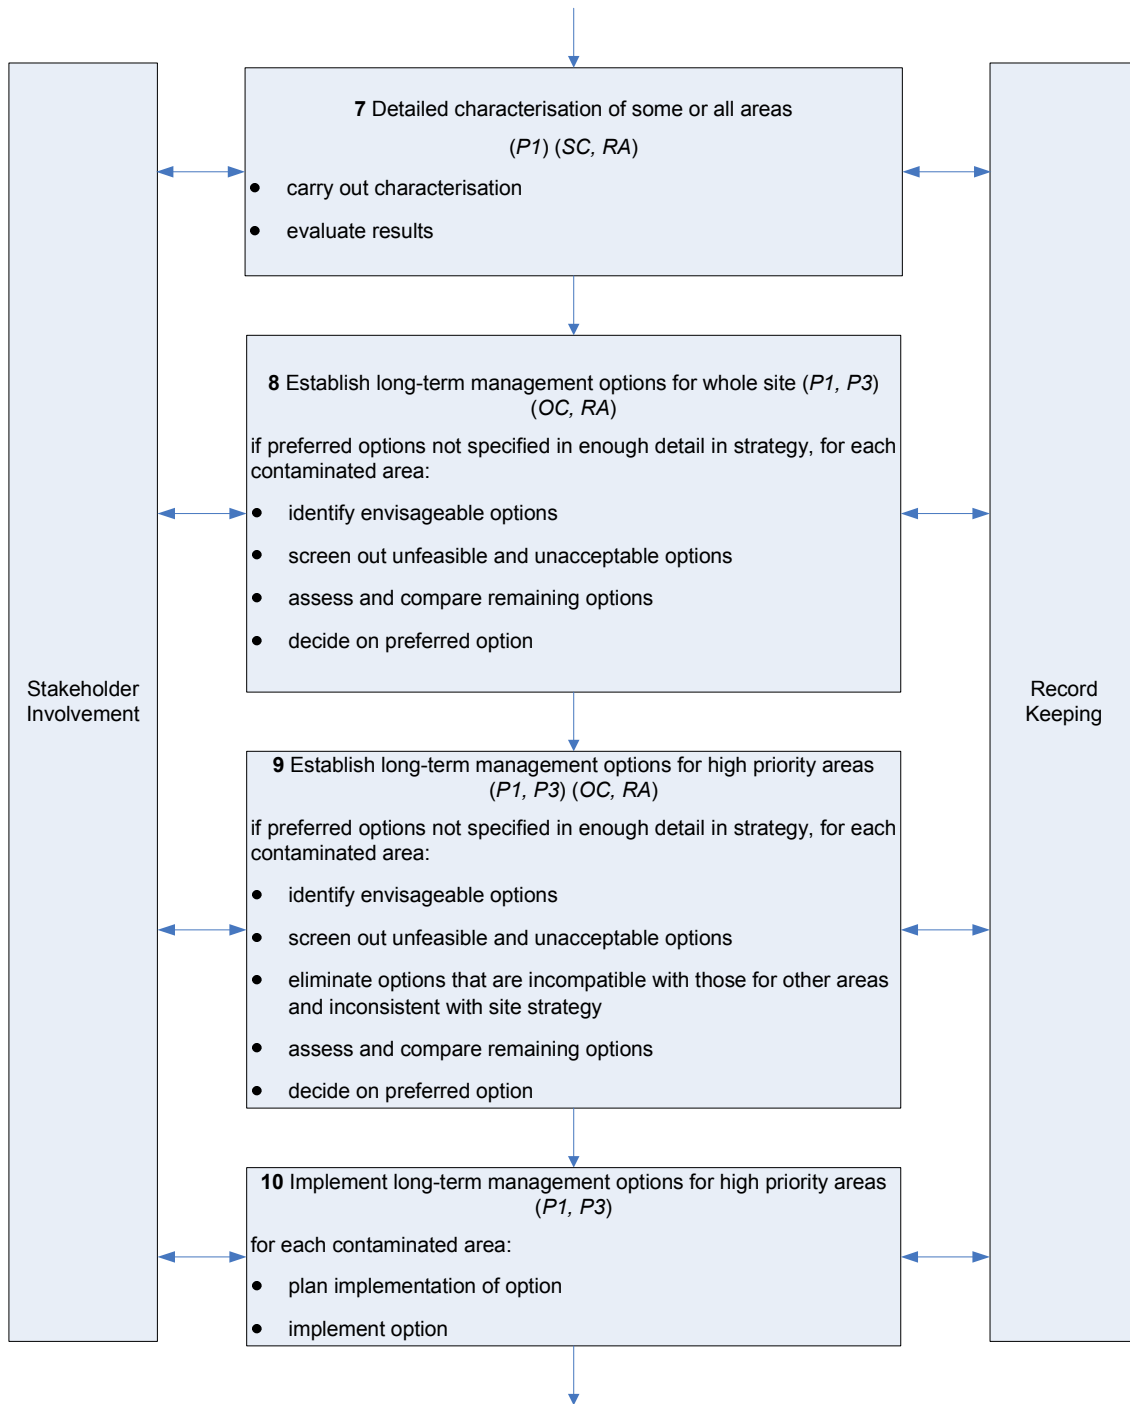 7 Detailed characterisation of some or all areas
(P1) (SC, RA)
• carry out characterisation
• evaluate results
8 Establish long-term management options for whole site (P1, P3)
(OC, RA)
if preferred options not specified in enough detail in strategy, for each
contaminated area:
• identify envisageable options
• screen out unfeasible and unacceptable options
• assess and compare remaining options
• decide on preferred option
Stakeholder
Involvement
Record
Keeping
9 Establish long-term management options for high priority areas
(P1, P3) (OC, RA)
if preferred options not specified in enough detail in strategy, for each
contaminated area:
• identify envisageable options
• screen out unfeasible and unacceptable options
• eliminate options that are incompatible with those for other areas
and inconsistent with site strategy
• assess and compare remaining options
• decide on preferred option
10 Implement long-term management options for high priority areas
(P1, P3)
for each contaminated area:
• plan implementation of option
• implement option